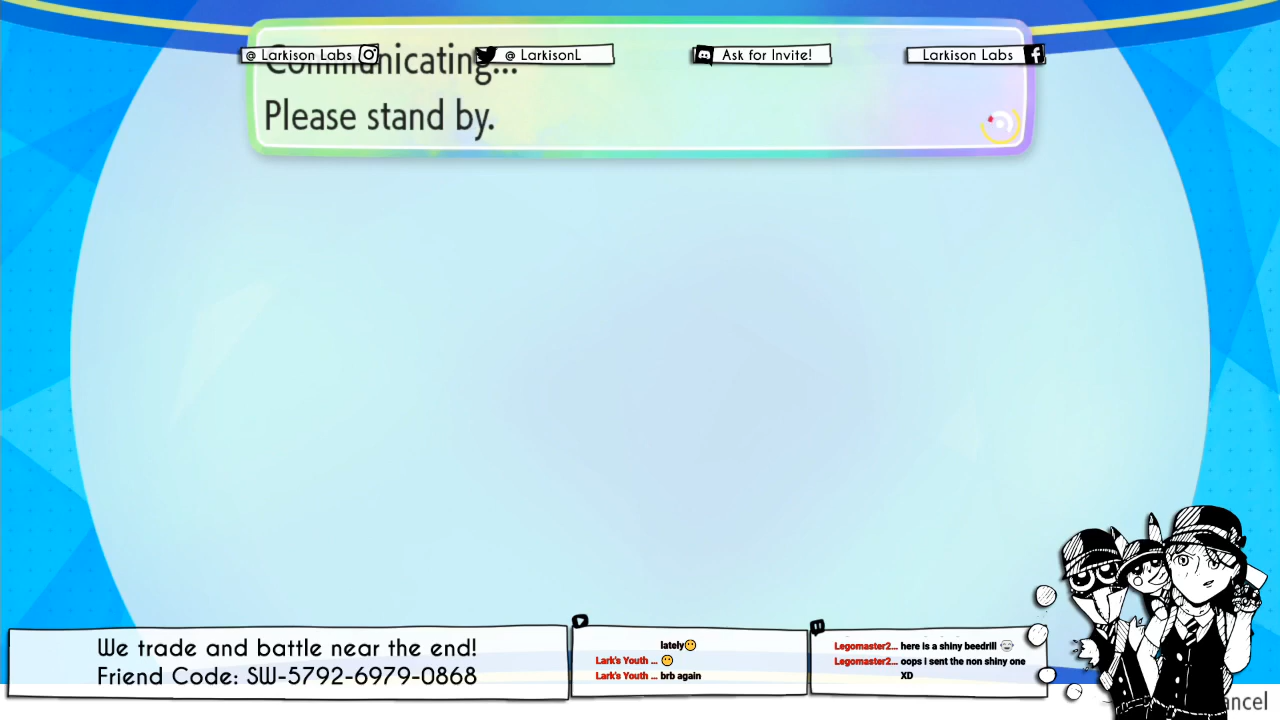 @ Larkison Labs
@ LarkisonL
Ask for Invite!
Larkison Labs
Communicating...
Please stand by.
We trade and battle near the end!
Friend Code: SW-5792-6979-0868
lately😶
Lark's Youth ... 😶
Lark's Youth ... brb again
Legomaster2... here is a shiny beedrill
Legomaster2... oops i sent the non shiny one
XD